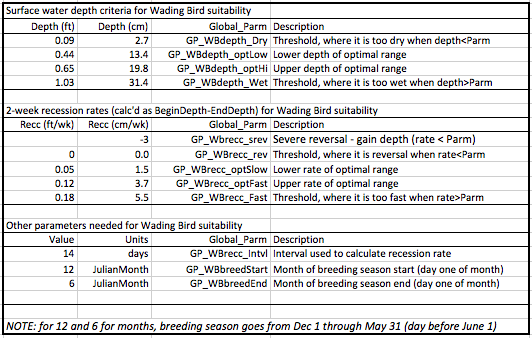 Surface water depth criteria for Wading Bird suitability
Depth (ft) Depth (cm) Global_Parm Description
0.09 2.7 GP_WBdepth_Dry Threshold, where it is too dry when depth<Parm
0.44 13.4 GP_WBdepth_optLow Lower depth of optimal range
0.65 19.8 GP_WBdepth_optHi Upper depth of optimal range
1.03 31.4 GP_WBdepth_Wet Threshold, where it is too wet when depth>Parm
2-week recession rates (calc'd as BeginDepth-EndDepth) for Wading Bird suitability
Recc (ft/wk) Recc (cm/wk) Global_Parm Description
-3 GP_Wbrecc_srev Severe reversal - gain depth (rate < Parm)
0 0.0 GP_WBrecc_rev Threshold, where it is reversal when rate<Parm
0.05 1.5 GP_WBrecc_optSlow Lower rate of optimal range
0.12 3.7 GP_WBrecc_optFast Upper rate of optimal range
0.18 5.5 GP_WBrecc_Fast Threshold, where it is too fast when rate>Parm
Other parameters needed for Wading Bird suitability
Value Units Global_Parm Description
14 days GP_WBrecc_Intvl Interval used to calculate recession rate
12 JulianMonth GP_WBbreedStart Month of breeding season start (day one of month)
6 JulianMonth GP_WBbreedEnd Month of breeding season end (day one of month)
NOTE: for 12 and 6 for months, breeding season goes from Dec 1 through May 31 (day before June 1)